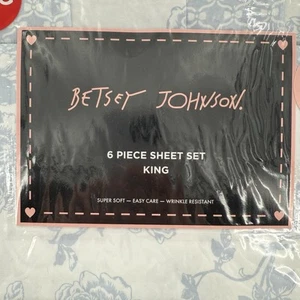 BETSEY JOHNSON.
6 PIECE SHEET SET
KING
SUPER SOFT — EASY CARE — WRINKLE RESISTANT